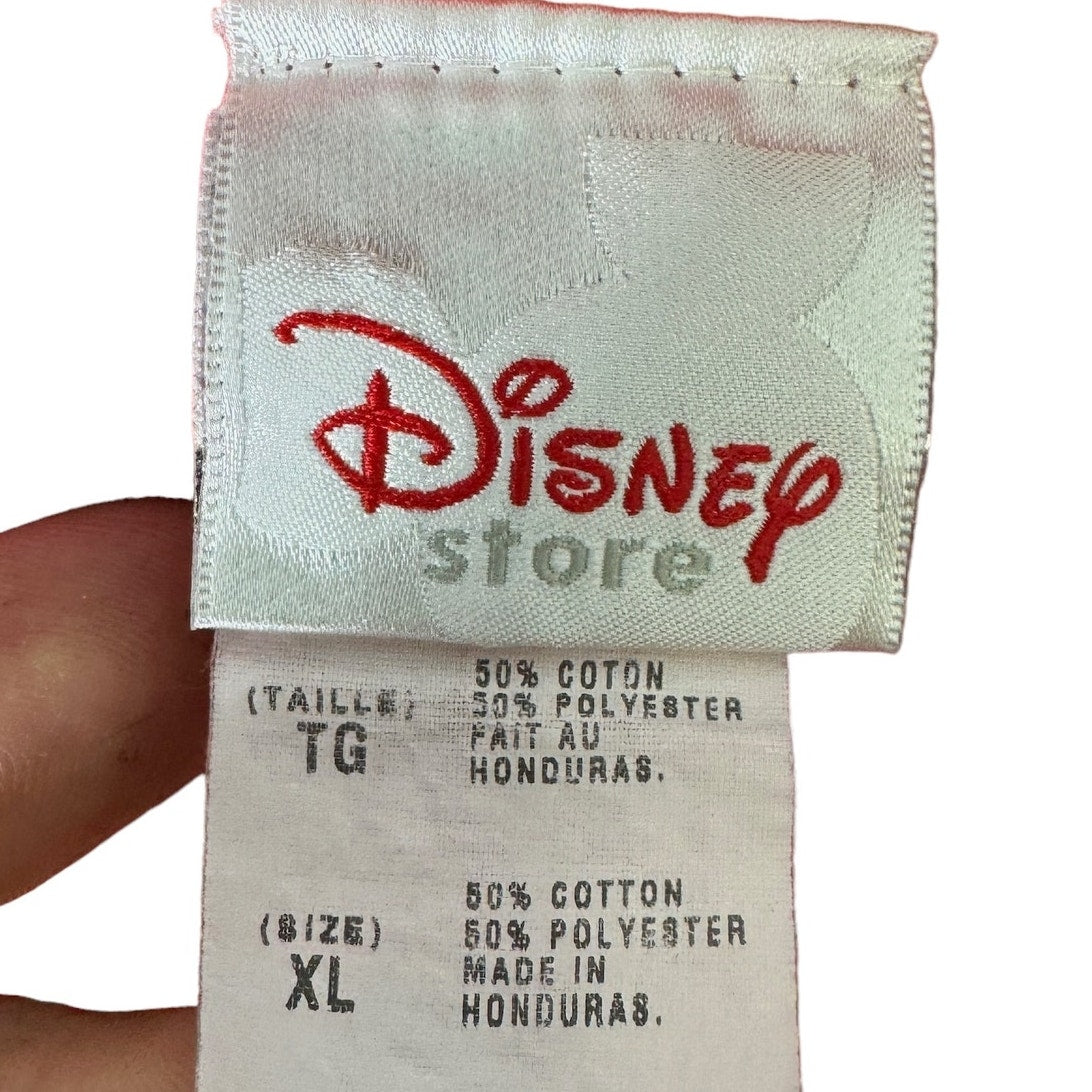 Disney
store
(TAILLE)
TG
50% COTON
50% POLYESTER
FAIT AU
HONDURAS.
(SIZE)
XL
50% COTTON
50% POLYESTER
MADE IN
HONDURAS.